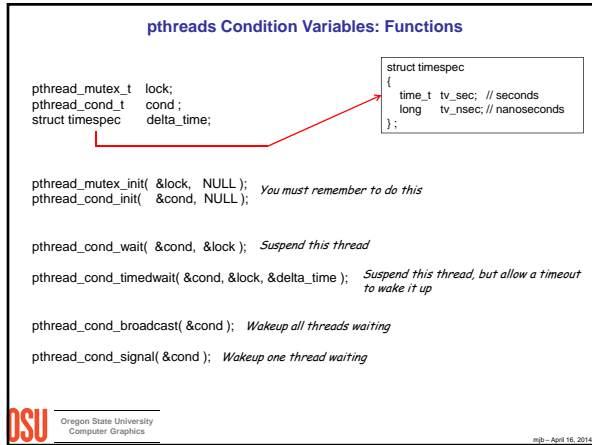 pthreads Condition Variables: Functions
pthread_mutex_t lock;
pthread_cond_t cond ;
struct timespec delta_time;
struct timespec
{
time_t tv_sec; // seconds
long tv_nsec; // nanoseconds
} ;
pthread_mutex_init( &lock, NULL );
pthread_cond_init( &cond, NULL );
You must remember to do this
pthread_cond_wait( &cond, &lock ); Suspend this thread
pthread_cond_timedwait( &cond, &lock, &delta_time ); Suspend this thread, but allow a timeout
to wake it up
pthread_cond_broadcast( &cond ); Wakeup all threads waiting
pthread_cond_signal( &cond ); Wakeup one thread waiting
OSU
Oregon State University
Computer Graphics
mjb – April 16, 2014